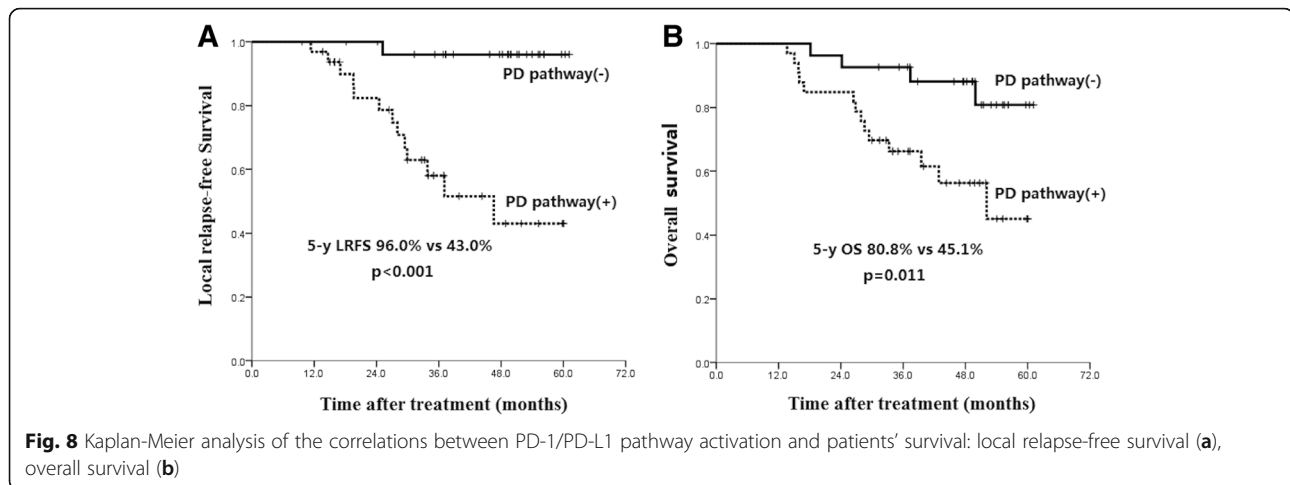 A
Local relapse-free Survival
1.0
0.8
0.6
0.4
0.2
0.0
PD pathway(-)
PD pathway(+)
5-y LRFS 96.0% vs 43.0%
p<0.001
0.0 12.0 24.0 36.0 48.0 60.0 72.0
Time after treatment (months)
B
Overall survival
1.0
0.8
0.6
0.4
0.2
0.0
PD pathway(-)
PD pathway(+)
5-y OS 80.8% vs 45.1%
p=0.011
0.0 12.0 24.0 36.0 48.0 60.0 72.0
Time after treatment (months)
Fig. 8 Kaplan-Meier analysis of the correlations between PD-1/PD-L1 pathway activation and patients’ survival: local relapse-free survival (a),
overall survival (b)